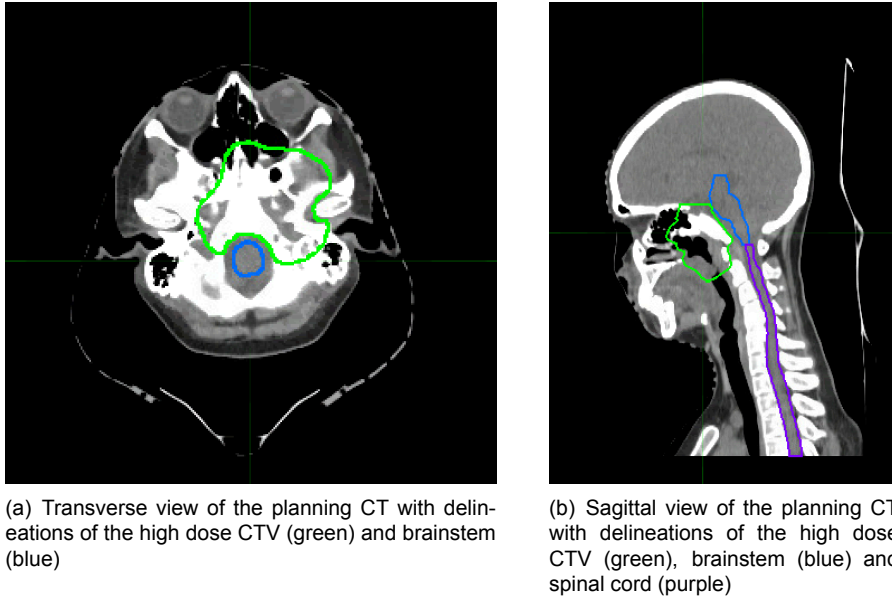 (a) Transverse view of the planning CT with delin-
eations of the high dose CTV (green) and brainstem
(blue)
(b) Sagittal view of the planning CT
with delineations of the high dose
CTV (green), brainstem (blue) and
spinal cord (purple)